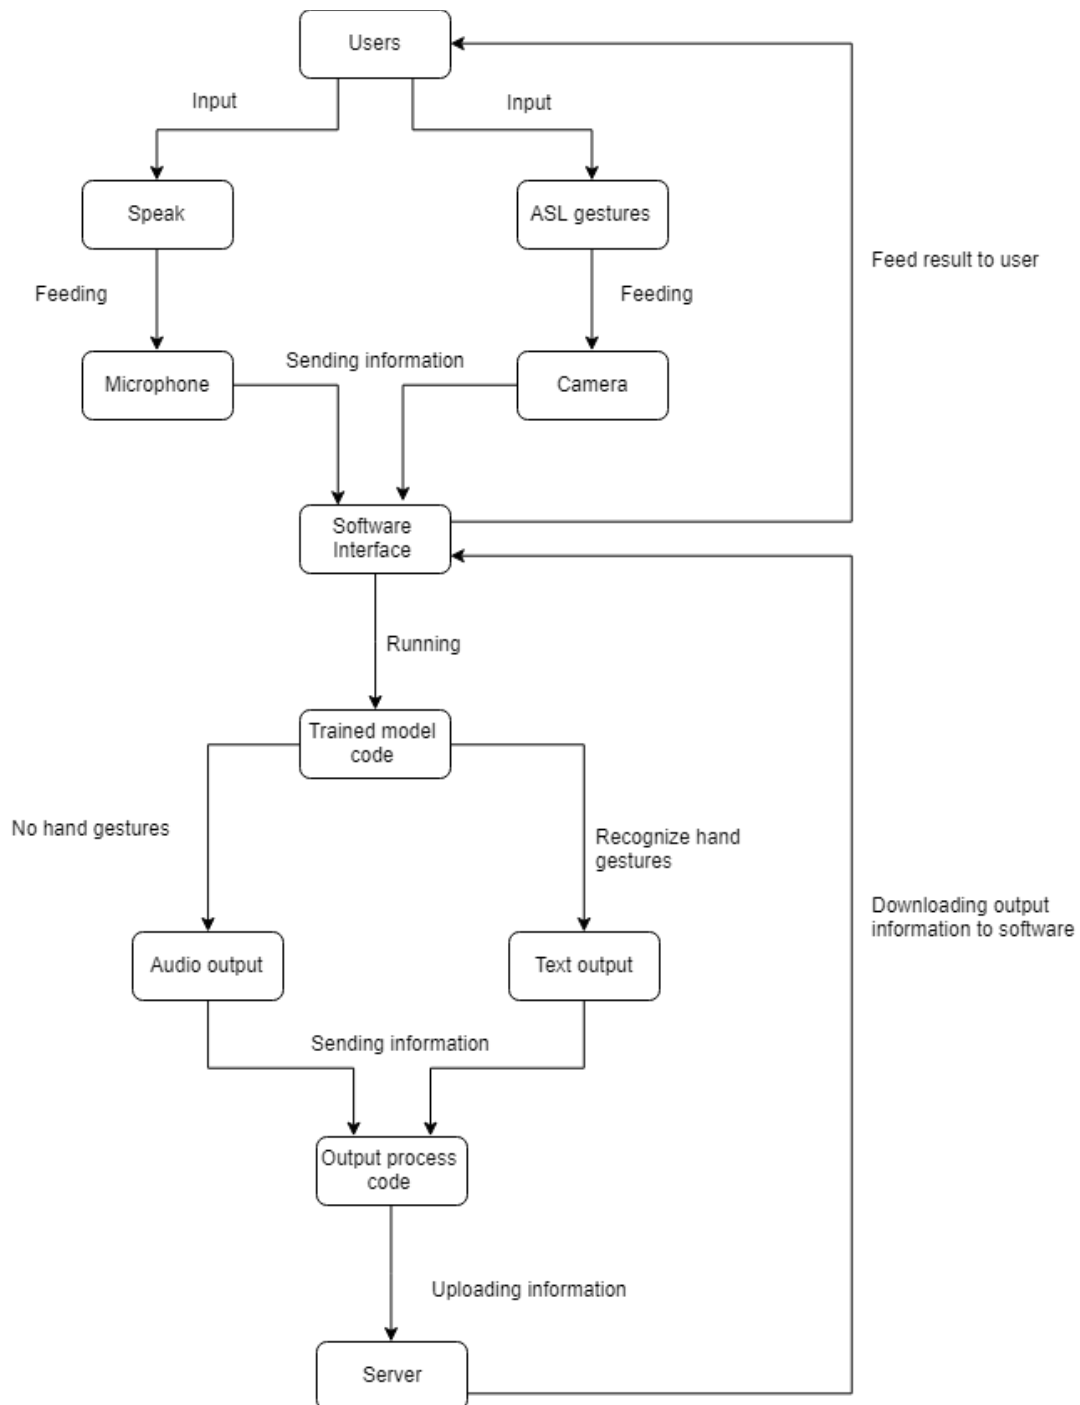 Users
Input
Input
Speak
ASL gestures
Feed result to user
Feeding
Feeding
Sending information
Microphone
Camera
Software
Interface
Running
Trained model
code
No hand gestures
Recognize hand
gestures
Downloading output
information to software
Audio output
Text output
Sending information
Output process
code
Uploading information
Server